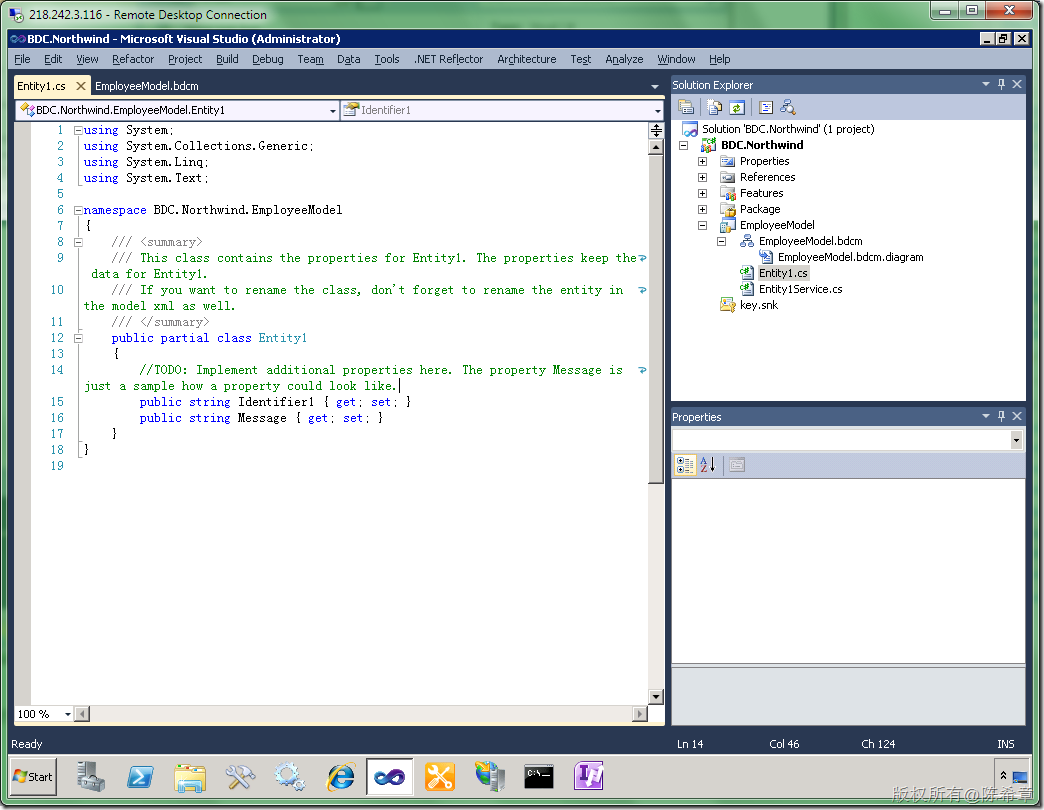 218.242.3.116 - Remote Desktop Connection
BDC.Northwind - Microsoft Visual Studio (Administrator)
File Edit View Refactor Project Build Debug Team Data Tools .NET Reflector Architecture Test Analyze Window Help
Entity1.cs EmployeeModel.bdcm
BDC.Northwind.EmployeeModel.Entity1 Identifier1
1 using System;
2 using System.Collections.Generic;
3 using System.Linq;
4 using System.Text;
5
6 namespace BDC.Northwind.EmployeeModel
7 {
8 /// <summary>
9 /// This class contains the properties for Entity1. The properties keep the
data for Entity1.
10 /// If you want to rename the class, don't forget to rename the entity in
the model xml as well.
11 /// </summary>
12 public partial class Entity1
13 {
14 //TODO: Implement additional properties here. The property Message is
just a sample how a property could look like.
15 public string Identifier1 { get; set; }
16 public string Message { get; set; }
17 }
18 }
19
100 %
Solution Explorer
Solution 'BDC.Northwind' (1 project)
BDC.Northwind
Properties
References
Features
Package
EmployeeModel
EmployeeModel.bdcm
EmployeeModel.bdcm.diagram
Entity1.cs
Entity1Service.cs
key.snk
Properties
Ready Ln 14 Col 46 Ch 124 INS
Start
C:\_
版权所有@陈希章